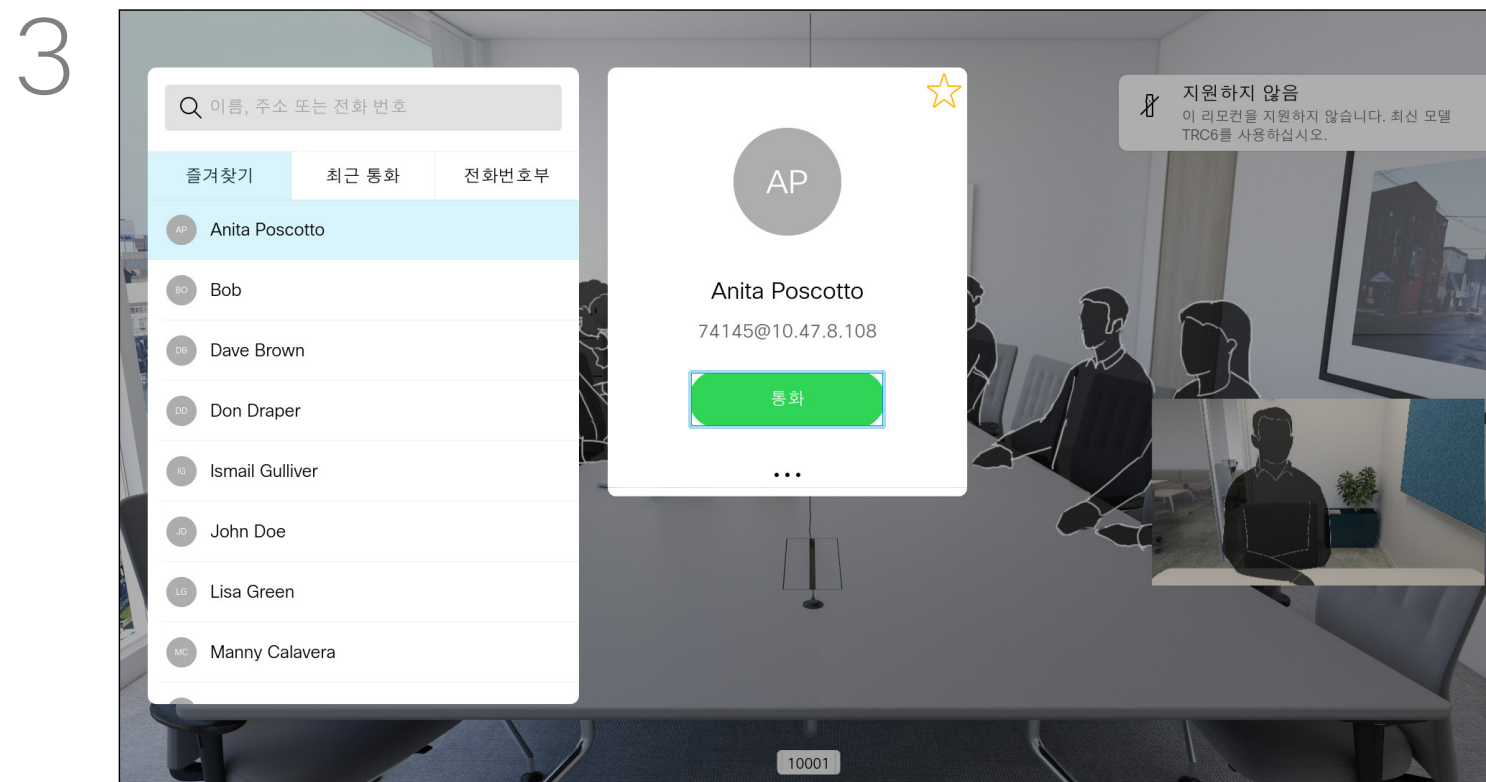 3
이름, 주소 또는 전화 번호
즐겨찾기 최근 통화 전화번호부
AP Anita Poscotto
BO Bob
DB Dave Brown
DD Don Draper
IG Ismail Gulliver
JD John Doe
LG Lisa Green
MC Manny Calavera
AP
Anita Poscotto
74145@10.47.8.108
통화
...
지원하지 않음
이 리모컨을 지원하지 않습니다. 최신 모델
TRC6를 사용하십시오.
10001